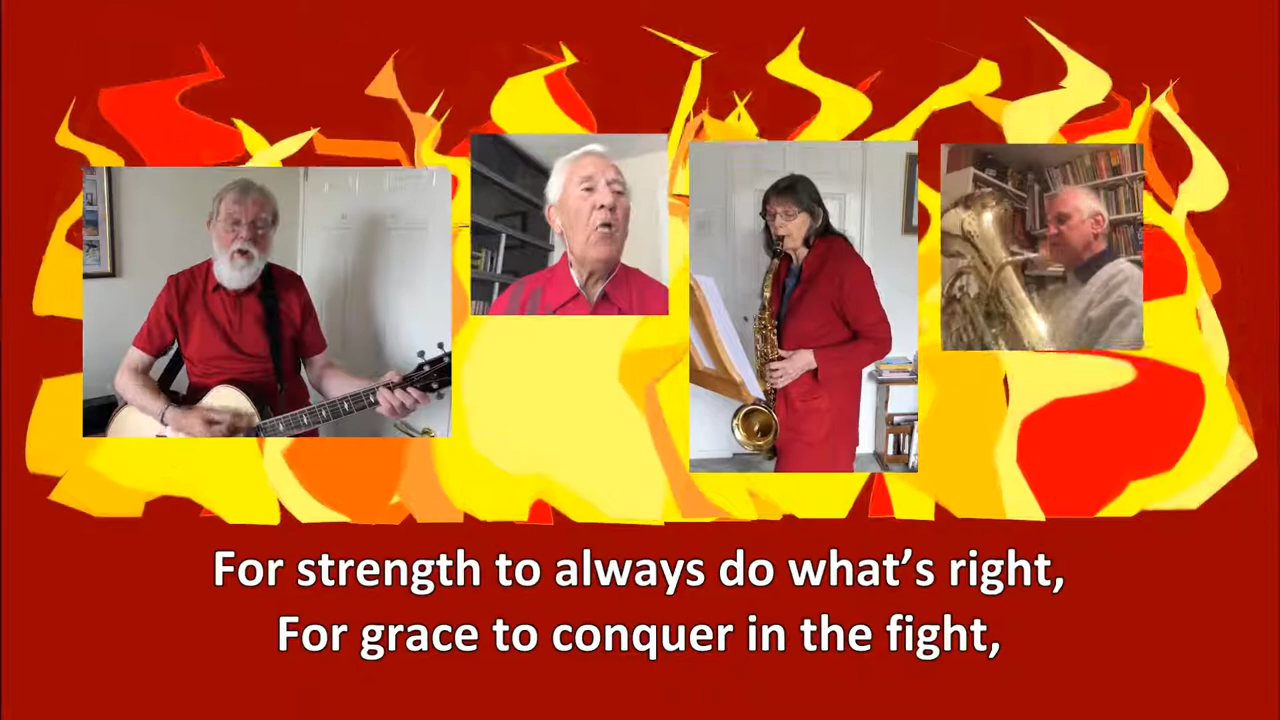 For strength to always do what’s right,
For grace to conquer in the fight,